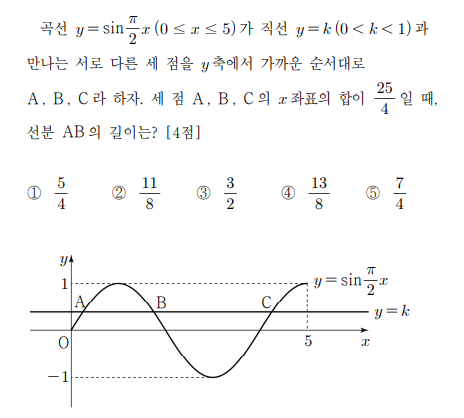 곡선 y=sin π/2 x (0≤x≤5)가 직선 y=k (0<k<1)과
만나는 서로 다른 세 점을 y축에서 가까운 순서대로
A, B, C라 하자. 세 점 A, B, C의 x좌표의 합이 25/4 일 때,
선분 AB의 길이는? [4점]
① 5/4 ② 11/8 ③ 3/2 ④ 13/8 ⑤ 7/4
y
1 y=sin π/2 x
A B C
y=k
O 5 x
−1